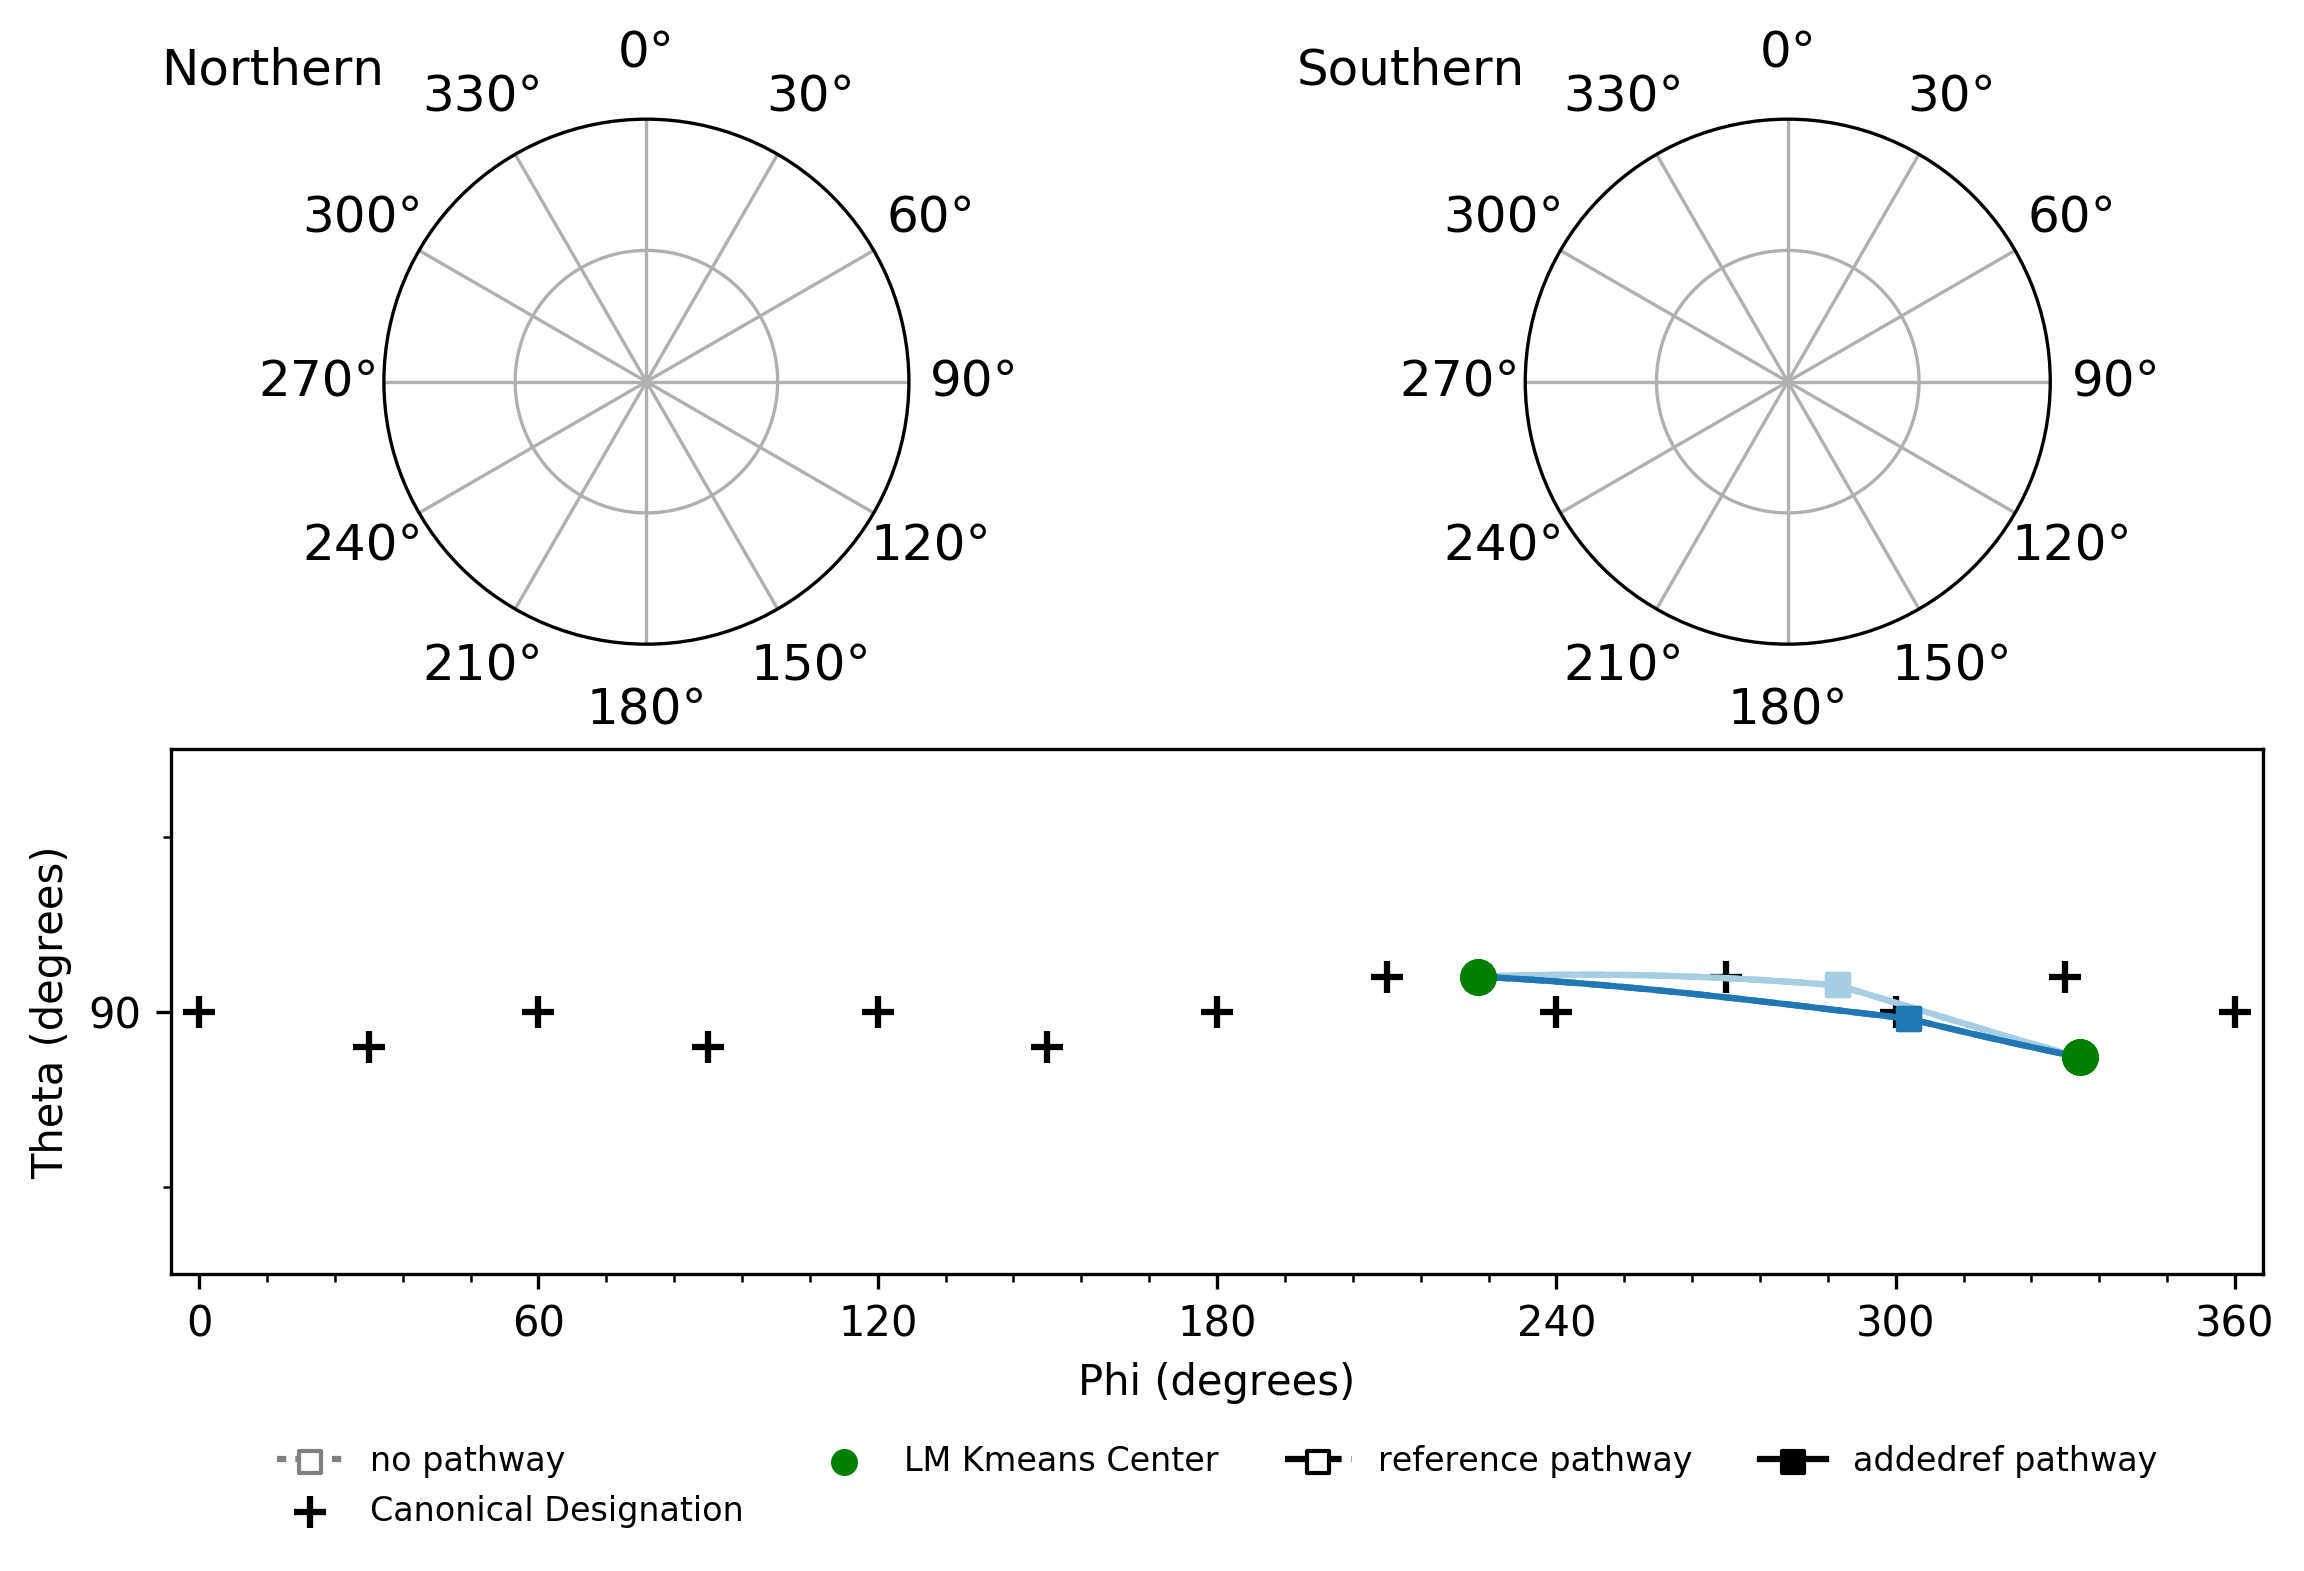 Northern
0°
330°
30°
300°
60°
270°
90°
240°
120°
210°
150°
180°
Southern
0°
330°
30°
300°
60°
270°
90°
240°
120°
210°
150°
180°
Theta (degrees)
90
0 60 120 180 240 300 360
Phi (degrees)
no pathway
Canonical Designation
LM Kmeans Center
reference pathway
addedref pathway